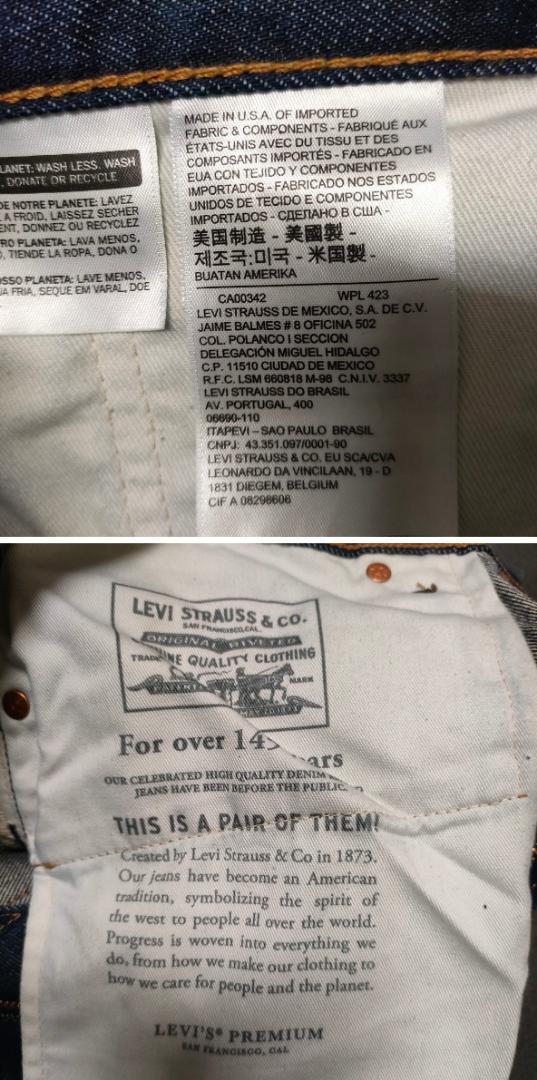 LANET: WASH LESS, WASH
, DONATE OR RECYCLE
DE NOTRE PLANETE: LAVEZ
A FROID, LAISSEZ SECHER
ENT, DONNEZ OU RECYCLEZ
RO PLANETA: LAVA MENOS,
, TIENDE LA ROPA, DONA O
OSSO PLANETA: LAVE MENOS,
UA FRIA, SEQUE EM VARAL, DOE
MADE IN U.S.A. OF IMPORTED
FABRIC & COMPONENTS - FABRIQUÉ AUX
ÉTATS-UNIS AVEC DU TISSU ET DES
COMPOSANTS IMPORTÉS - FABRICADO EN
EUA CON TEJIDO Y COMPONENTES
IMPORTADOS - FABRICADO NOS ESTADOS
UNIDOS DE TECIDO E COMPONENTES
IMPORTADOS - СДЕЛАНО В США -
美国制造 - 美國製 -
제조국:미국 - 米国製 -
BUATAN AMERIKA
CA00342 WPL 423
LEVI STRAUSS DE MEXICO, S.A. DE C.V.
JAIME BALMES # 8 OFICINA 502
COL. POLANCO I SECCION
DELEGACIÓN MIGUEL HIDALGO
C.P. 11510 CIUDAD DE MEXICO
R.F.C. LSM 660818 M-98 C.N.I.V. 3337
LEVI STRAUSS DO BRASIL
AV. PORTUGAL, 400
06690-110
ITAPEVI – SAO PAULO BRASIL
CNPJ: 43.351.097/0001-90
LEVI STRAUSS & CO. EU SCA/CVA
LEONARDO DA VINCILAAN, 19 - D
1831 DIEGEM, BELGIUM
CIF A 08298606
LEVI STRAUSS & CO.
SAN FRANCISCO, CAL.
ORIGINAL RIVETED
QUALITY CLOTHING
MARK
For over 14
ars
OUR CELEBRATED HIGH QUALITY DENIM
JEANS HAVE BEEN BEFORE THE PUBLIC.
THIS IS A PAIR OF THEM!
Created by Levi Strauss & Co in 1873.
Our jeans have become an American
tradition, symbolizing the spirit of
the west to people all over the world.
Progress is woven into everything we
do, from how we make our clothing to
how we care for people and the planet.
LEVI'S® PREMIUM
SAN FRANCISCO, CAL